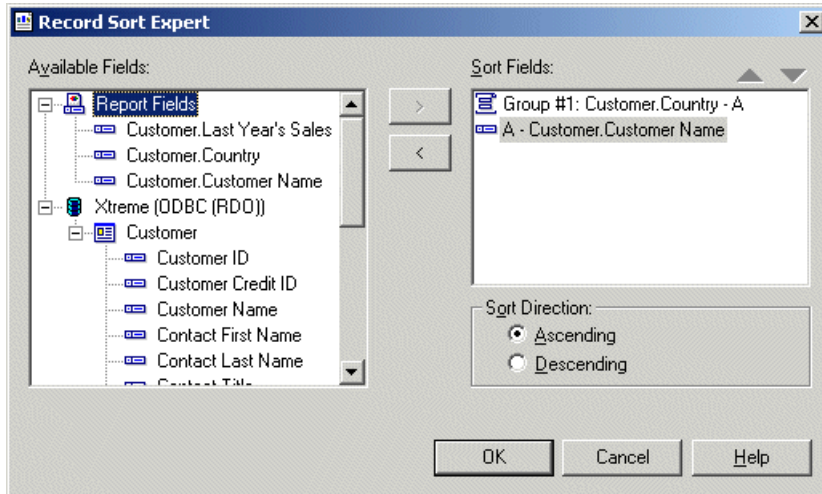 Record Sort Expert
Available Fields:
Report Fields
Customer.Last Year's Sales
Customer.Country
Customer.Customer Name
Xtreme (ODBC (RDO))
Customer
Customer ID
Customer Credit ID
Customer Name
Contact First Name
Contact Last Name
Contact Title
>
<
Sort Fields:
Group #1: Customer.Country - A
A - Customer.Customer Name
Sort Direction:
Ascending
Descending
OK
Cancel
Help